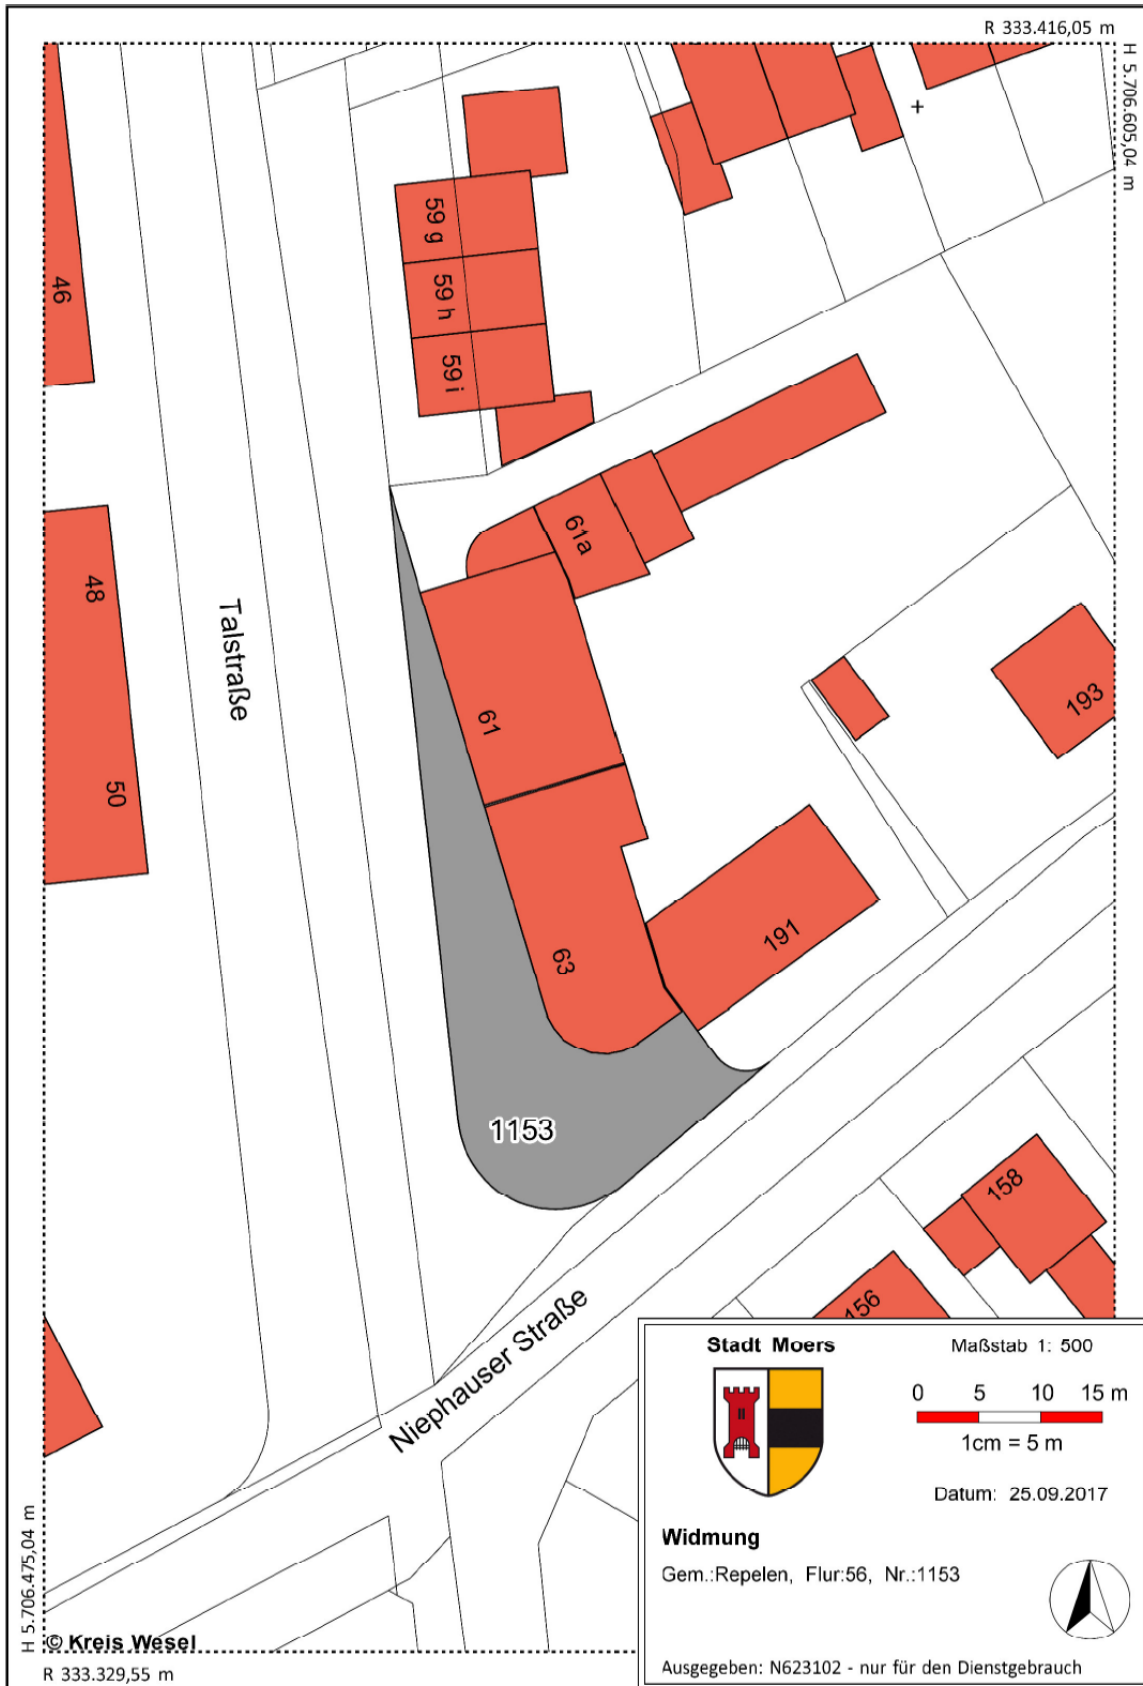 R 333.416,05 m
H 5.706.605,04 m
59 g
46
59 h
59 i
61a
48
Talstraße
193
61
50
191
63
1153
158
156
Niephauser Straße
Stadt Moers
Maßstab 1: 500
0 5 10 15 m
1cm = 5 m
Datum: 25.09.2017
Widmung
Gem.:Repelen, Flur:56, Nr.:1153
Ausgegeben: N623102 - nur für den Dienstgebrauch
H 5.706.475,04 m
© Kreis Wesel
R 333.329,55 m